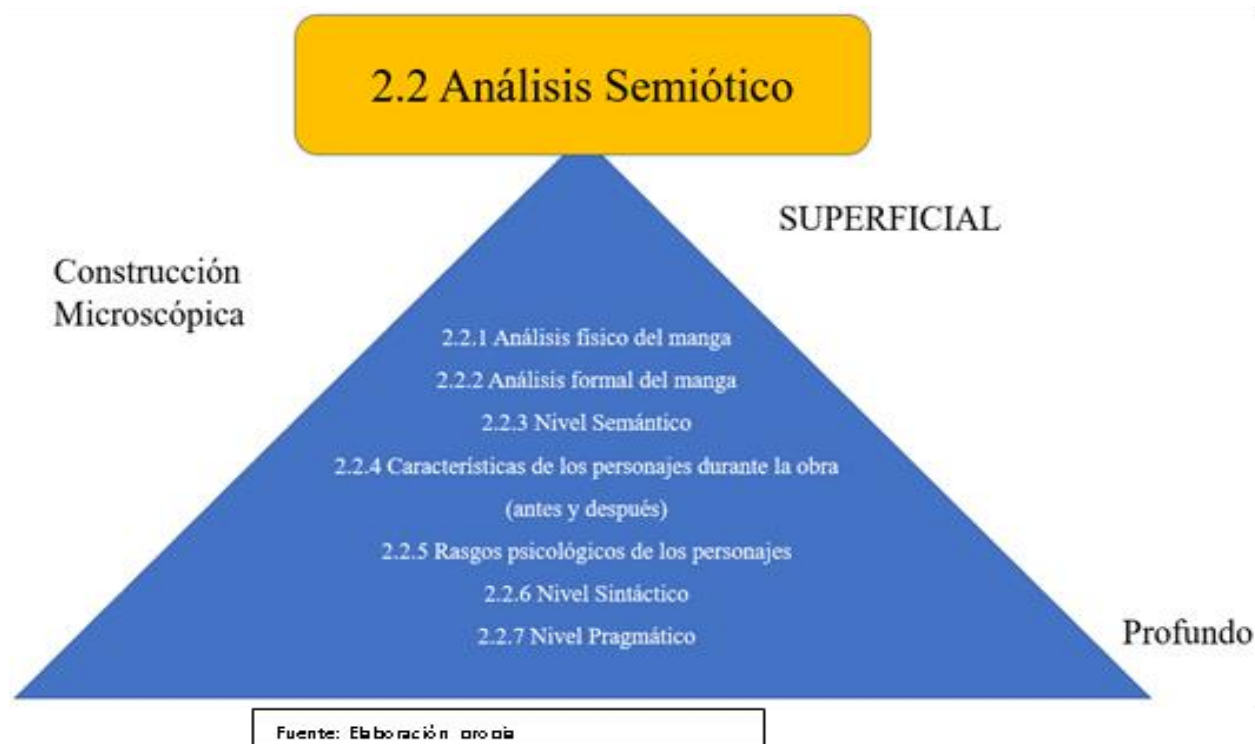 2.2 Análisis Semiótico
SUPERFICIAL
Construcción
Microscópica
2.2.1 Análisis físico del manga
2.2.2 Análisis formal del manga
2.2.3 Nivel Semántico
2.2.4 Características de los personajes durante la obra
(antes y después)
2.2.5 Rasgos psicológicos de los personajes
2.2.6 Nivel Sintáctico
2.2.7 Nivel Pragmático
Profundo
Fuente: Elaboración propia